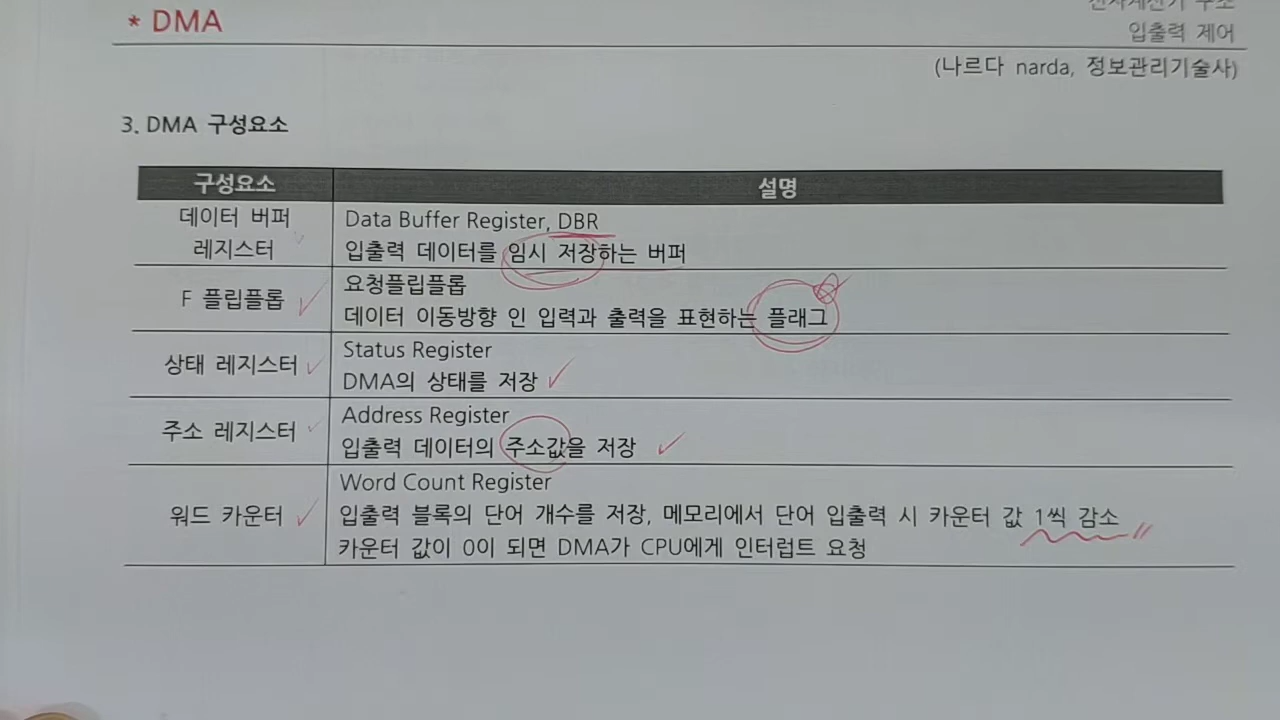 * DMA
전자계산기 구조
입출력 제어
(나르다 narda, 정보관리기술사)
3. DMA 구성요소
구성요소 설명
데이터 버퍼 레지스터
Data Buffer Register, DBR
입출력 데이터를 임시 저장하는 버퍼
F 플립플롭
요청플립플롭
데이터 이동방향 인 입력과 출력을 표현하는 플래그
상태 레지스터
Status Register
DMA의 상태를 저장
주소 레지스터
Address Register
입출력 데이터의 주소값을 저장
워드 카운터
Word Count Register
입출력 블록의 단어 개수를 저장, 메모리에서 단어 입출력 시 카운터 값 1씩 감소
카운터 값이 0이 되면 DMA가 CPU에게 인터럽트 요청